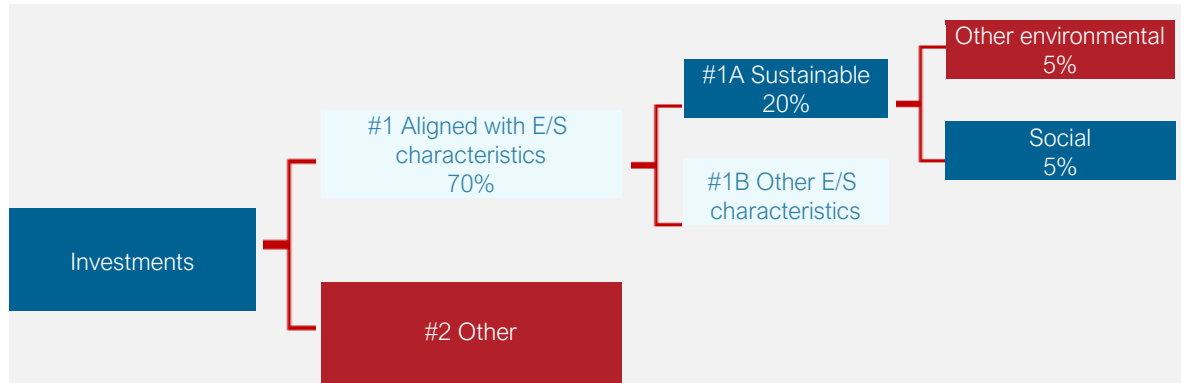 Investments
#1 Aligned with E/S
characteristics
70%
#2 Other
#1A Sustainable
20%
#1B Other E/S
characteristics
Other environmental
5%
Social
5%